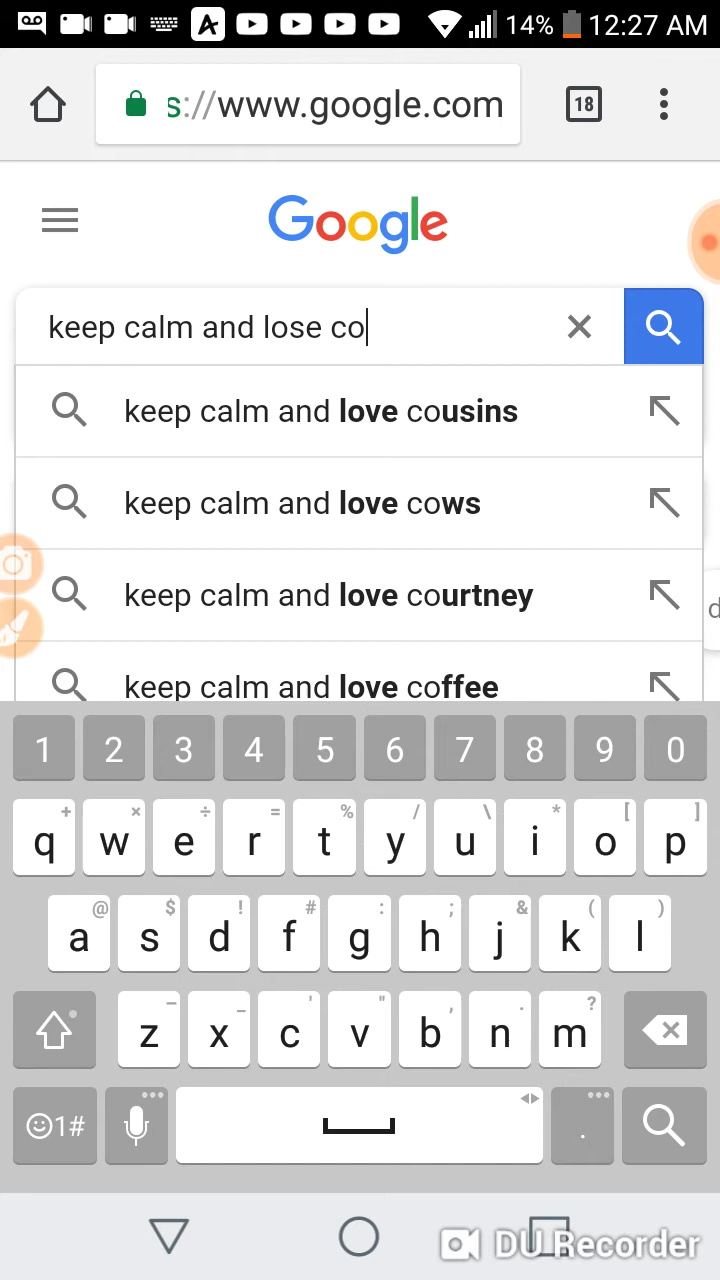 14% 12:27 AM
s://www.google.com 18
Google
keep calm and lose co
keep calm and love cousins
keep calm and love cows
keep calm and love courtney
d
keep calm and love coffee
1 2 3 4 5 6 7 8 9 0
+ × ÷ = % / \ * [ ]
q w e r t y u i o p
@ $ ! # : ; & ( )
a s d f g h j k l
– _ ' " , . ?
z x c v b n m
1# .
DU Recorder